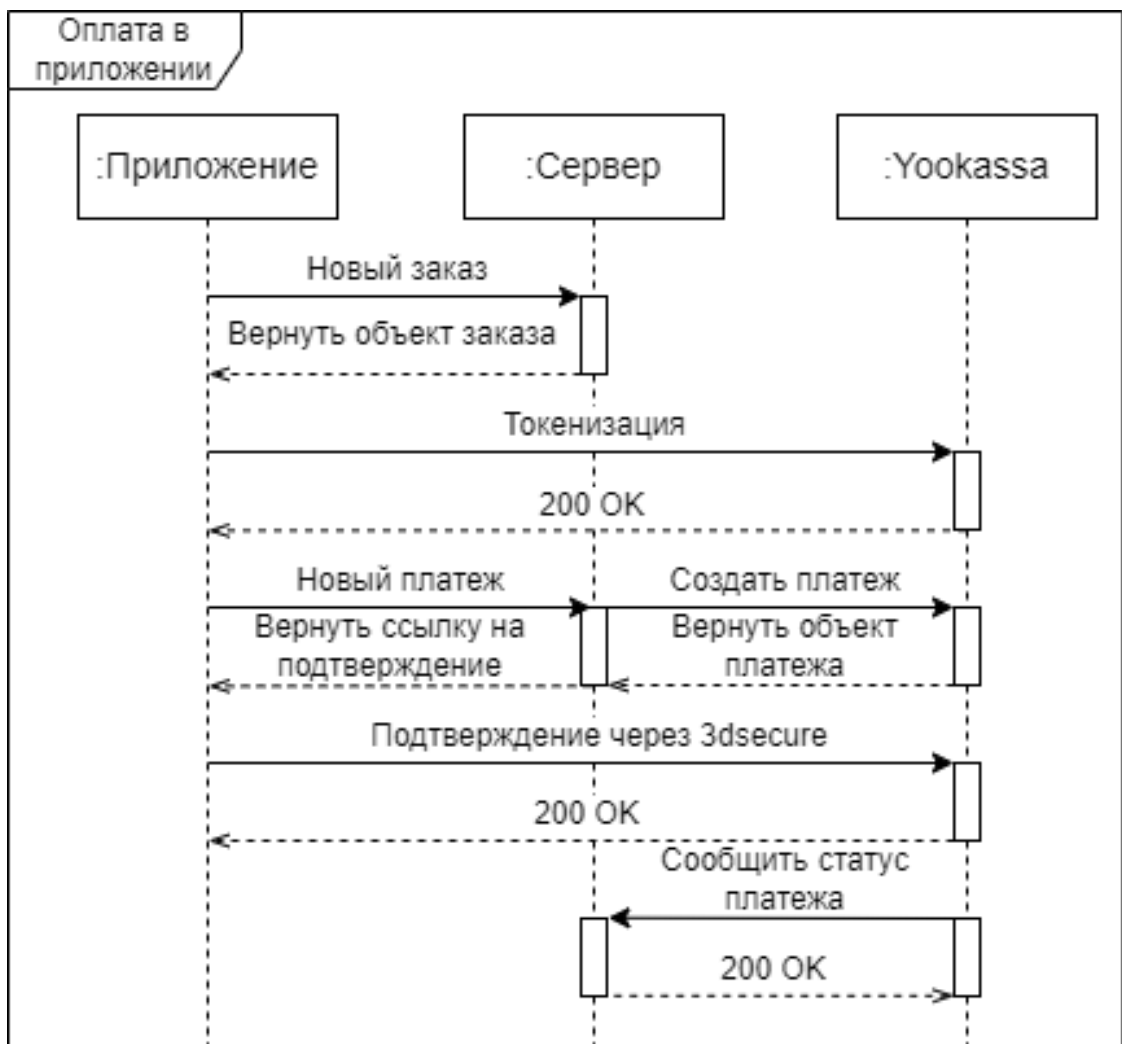 Оплата в
приложении
:Приложение
:Сервер
:Yookassa
Новый заказ
Вернуть объект заказа
Токенизация
200 OK
Новый платеж
Создать платеж
Вернуть ссылку на
подтверждение
Вернуть объект
платежа
Подтверждение через 3dsecure
200 OK
Сообщить статус
платежа
200 OK